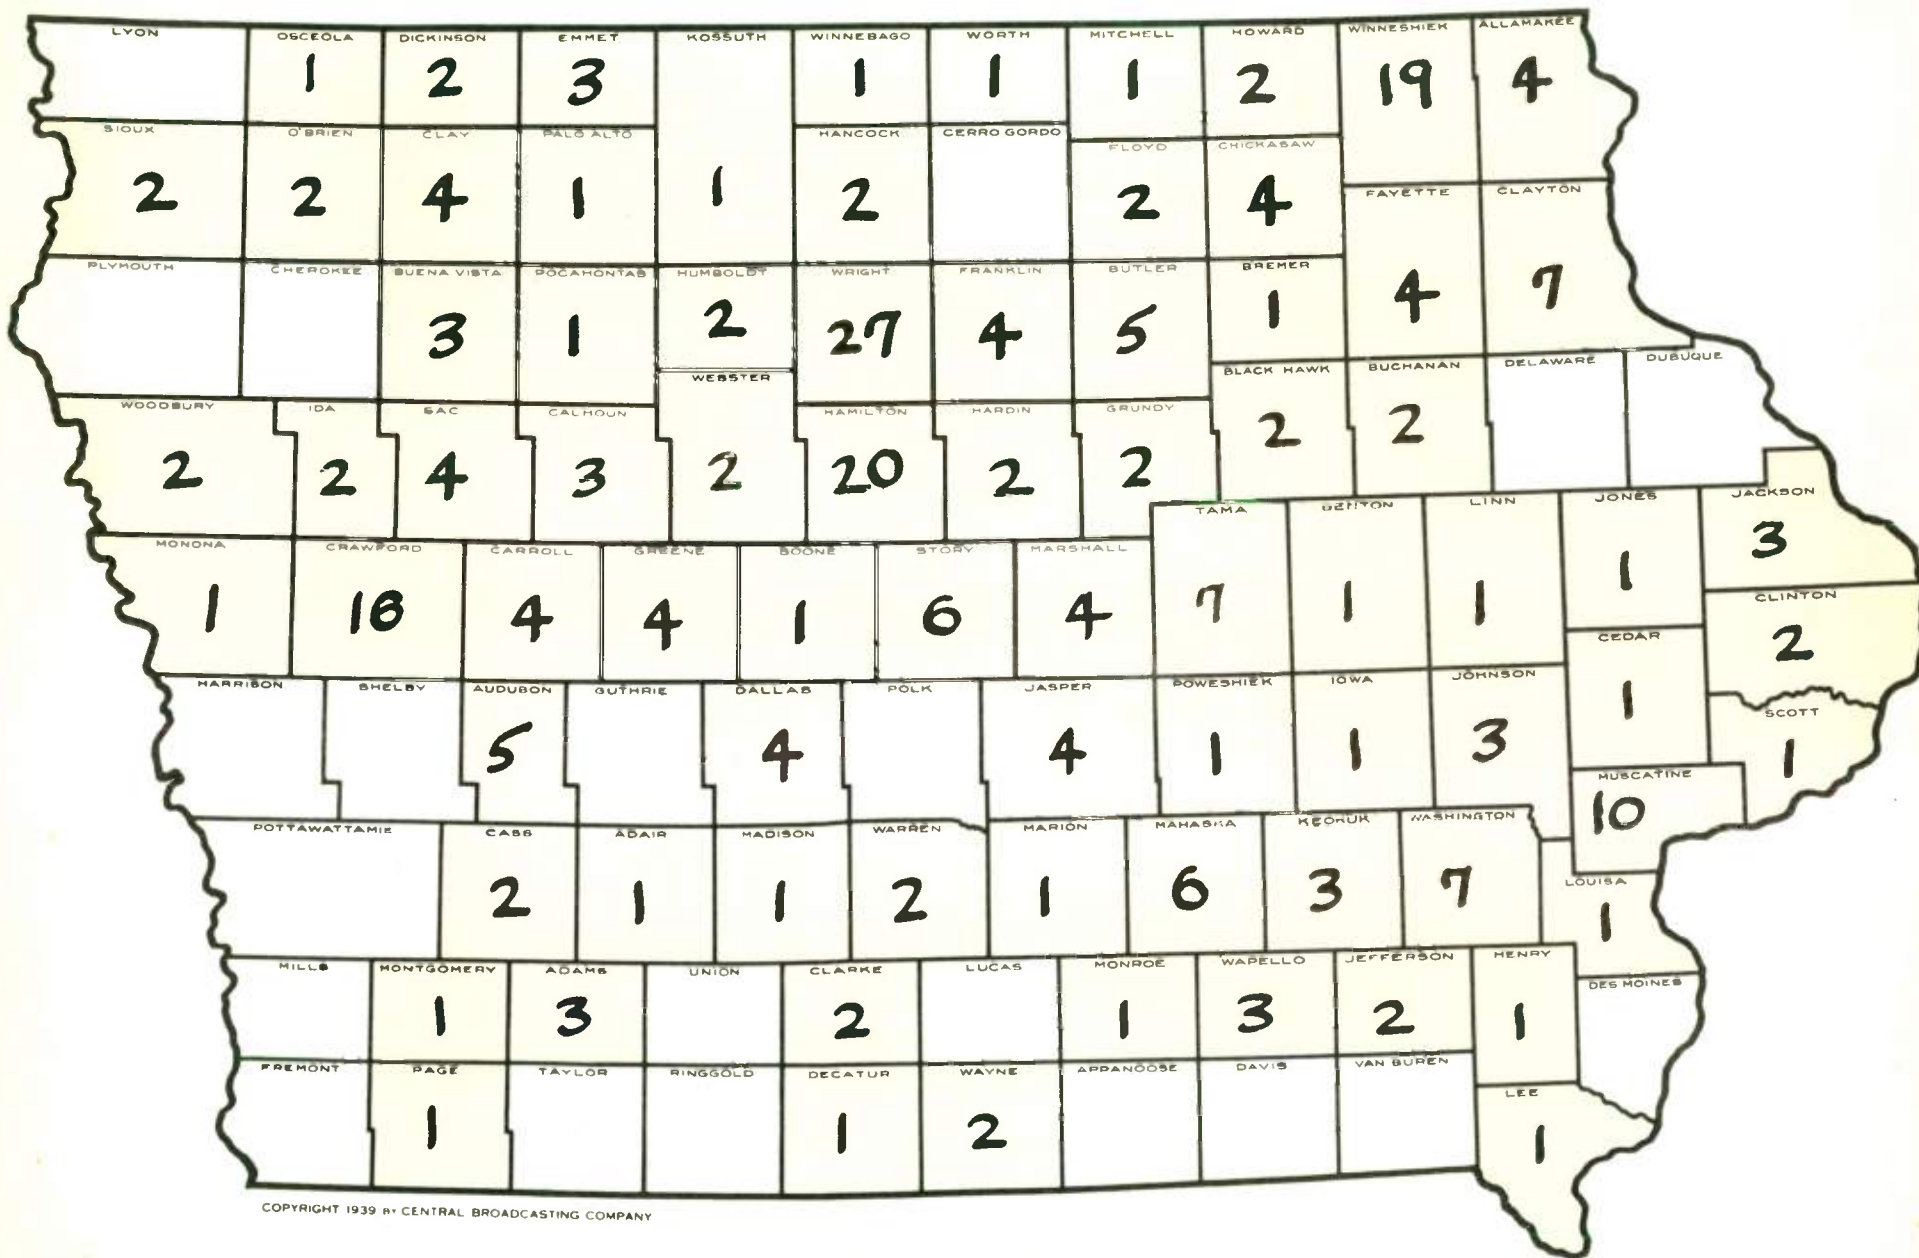 LYON OSCEOLA DICKINSON EMMET KOSSUTH WINNEBAGO WORTH MITCHELL HOWARD WINNESHIEK ALLAMAKEE
1 2 3 1 1 1 2 19 4
SIOUX O'BRIEN CLAY PALO ALTO HANCOCK CERRO GORDO FLOYD CHICKASAW
2 2 4 1 1 2 2 4
FAYETTE CLAYTON
4 7
PLYMOUTH CHEROKEE BUENA VISTA POCAHONTAS HUMBOLDT WRIGHT FRANKLIN BUTLER BREMER
3 1 2 27 4 5 1
WEBSTER BLACK HAWK BUCHANAN DELAWARE DUBUQUE
WOODBURY IDA SAC CALHOUN HAMILTON HARDIN GRUNDY
2 2 4 3 2 20 2 2 2 2
TAMA BENTON LINN JONES JACKSON
MONONA CRAWFORD CARROLL GREENE BOONE STORY MARSHALL
1 4 4 1 6 4 7 1 1 1 3
CLINTON
2
CEDAR
1
HARRISON SHELBY AUDUBON GUTHRIE DALLAS POLK JASPER POWESHIEK IOWA JOHNSON
5 4 4 1 1 3
SCOTT
1
MUSCATINE
10
POTTAWATTAMIE CASS ADAIR MADISON WARREN MARION MAHASKA KEOKUK WASHINGTON
2 1 1 2 1 6 3 7
LOUISA
1
MILLS MONTGOMERY ADAMS UNION CLARKE LUCAS MONROE WAPELLO JEFFERSON HENRY DES MOINES
1 3 2 1 3 2 1
FREMONT PAGE TAYLOR RINGGOLD DECATUR WAYNE APPANOOSE DAVIS VAN BUREN LEE
1 1 2 1
COPYRIGHT 1939 BY CENTRAL BROADCASTING COMPANY